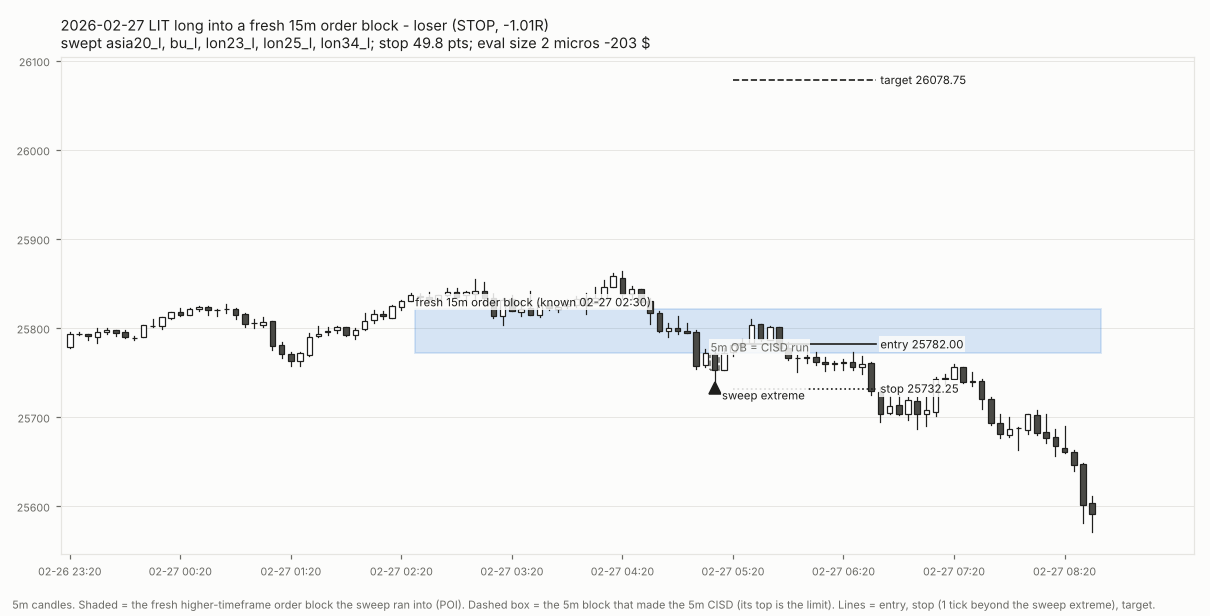 2026-02-27 LIT long into a fresh 15m order block - loser (STOP, -1.01R)
swept asia20_l, bu_l, lon23_l, lon25_l, lon34_l; stop 49.8 pts; eval size 2 micros -203 $
26100
target 26078.75
26000
25900
fresh 15m order block (known 02-27 02:30)
25800
5m OB = CISD run
entry 25782.00
stop 25732.25
sweep extreme
25700
25600
02-26 23:20
02-27 00:20
02-27 01:20
02-27 02:20
02-27 03:20
02-27 04:20
02-27 05:20
02-27 06:20
02-27 07:20
02-27 08:20
5m candles. Shaded = the fresh higher-timeframe order block the sweep ran into (POI). Dashed box = the 5m block that made the 5m CISD (its top is the limit). Lines = entry, stop (1 tick beyond the sweep extreme), target.